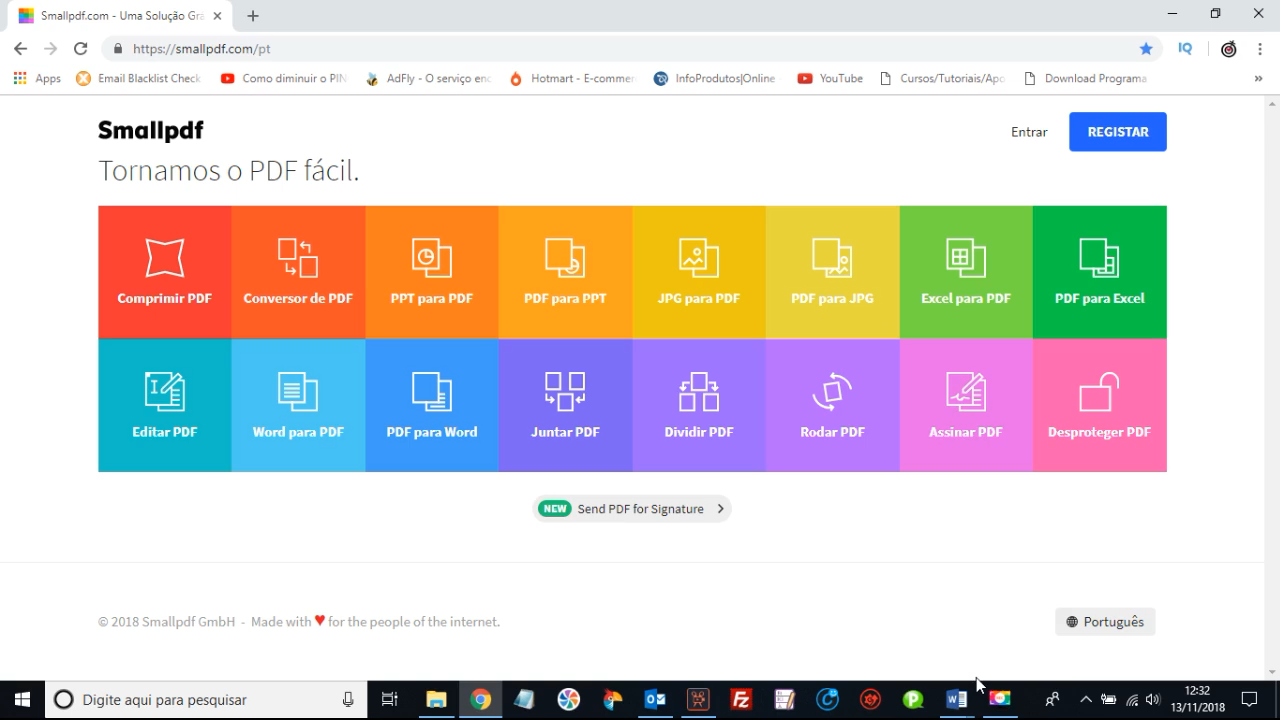 Smallpdf.com - Uma Solução Gra
https://smallpdf.com/pt
IQ
Apps
Email Blacklist Check
Como diminuir o PIN
AdFly - O serviço enc
Hotmart - E-commer
InfoProdutos|Online -
YouTube
Cursos/Tutoriais/Apo
Download Programa
Smallpdf
Entrar
REGISTAR
Tornamos o PDF fácil.
Comprimir PDF
Conversor de PDF
PPT para PDF
PDF para PPT
JPG para PDF
PDF para JPG
Excel para PDF
PDF para Excel
Editar PDF
Word para PDF
PDF para Word
Juntar PDF
Dividir PDF
Rodar PDF
Assinar PDF
Desproteger PDF
NEW Send PDF for Signature
© 2018 Smallpdf GmbH - Made with ♥ for the people of the internet.
Português
Digite aqui para pesquisar
12:32
13/11/2018